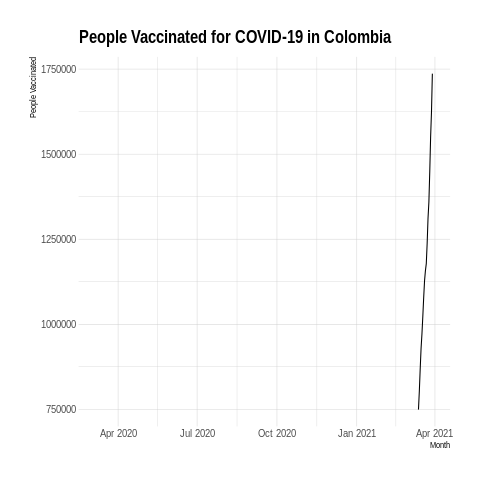 People Vaccinated for COVID-19 in Colombia
People Vaccinated
1750000
1500000
1250000
1000000
750000
Apr 2020 Jul 2020 Oct 2020 Jan 2021 Apr 2021
Month